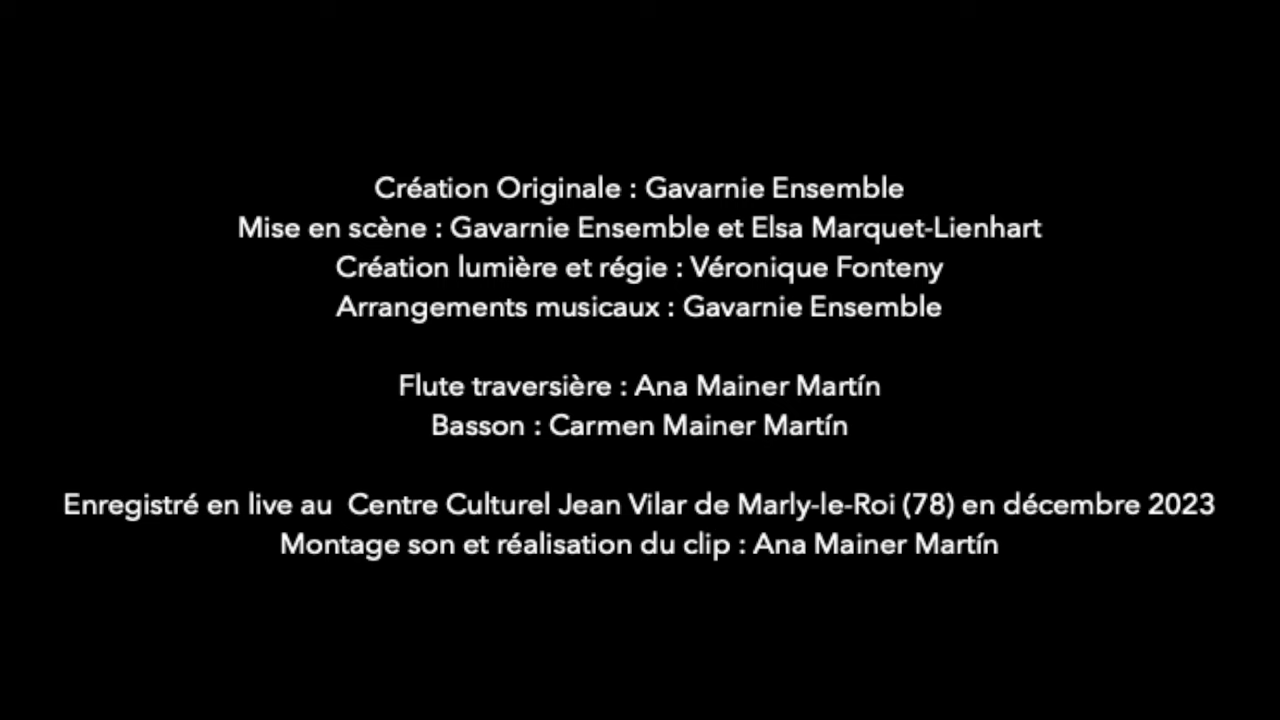 Création Originale : Gavarnie Ensemble
Mise en scène : Gavarnie Ensemble et Elsa Marquet-Lienhart
Création lumière et régie : Véronique Fonteny
Arrangements musicaux : Gavarnie Ensemble
Flute traversière : Ana Mainer Martín
Basson : Carmen Mainer Martín
Enregistré en live au  Centre Culturel Jean Vilar de Marly-le-Roi (78) en décembre 2023
Montage son et réalisation du clip : Ana Mainer Martín